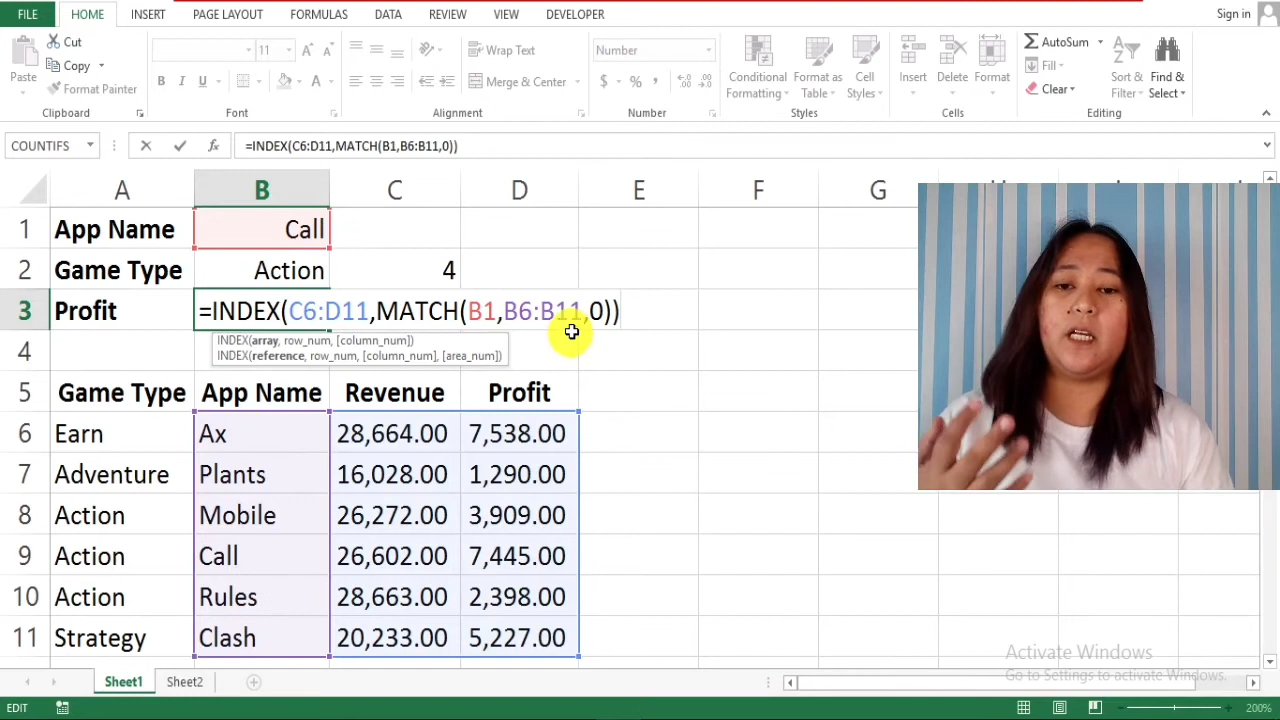 FILE HOME INSERT PAGE LAYOUT FORMULAS DATA REVIEW VIEW DEVELOPER Sign in
Cut
Copy
Format Painter
Paste
Clipboard
11 A A
B I U A
Font
Wrap Text
Merge & Center
Alignment
Number
$ % ,
Number
Conditional Formatting
Format as Table
Cell Styles
Styles
Insert Delete Format
Cells
AutoSum
Fill
Clear
Sort & Filter
Find & Select
Editing
COUNTIFS fx =INDEX(C6:D11,MATCH(B1,B6:B11,0))
A B C D E F G
1 App Name Call
2 Game Type Action 4
3 Profit =INDEX(C6:D11,MATCH(B1,B6:B11,0))
INDEX(array, row_num, [column_num])
INDEX(reference, row_num, [column_num], [area_num])
4
5 Game Type App Name Revenue Profit
6 Earn Ax 28,664.00 7,538.00
7 Adventure Plants 16,028.00 1,290.00
8 Action Mobile 26,272.00 3,909.00
9 Action Call 26,602.00 7,445.00
10 Action Rules 28,663.00 2,398.00
11 Strategy Clash 20,233.00 5,227.00
Activate Windows
Go to Settings to activate Windows.
Sheet1 Sheet2
EDIT 200%